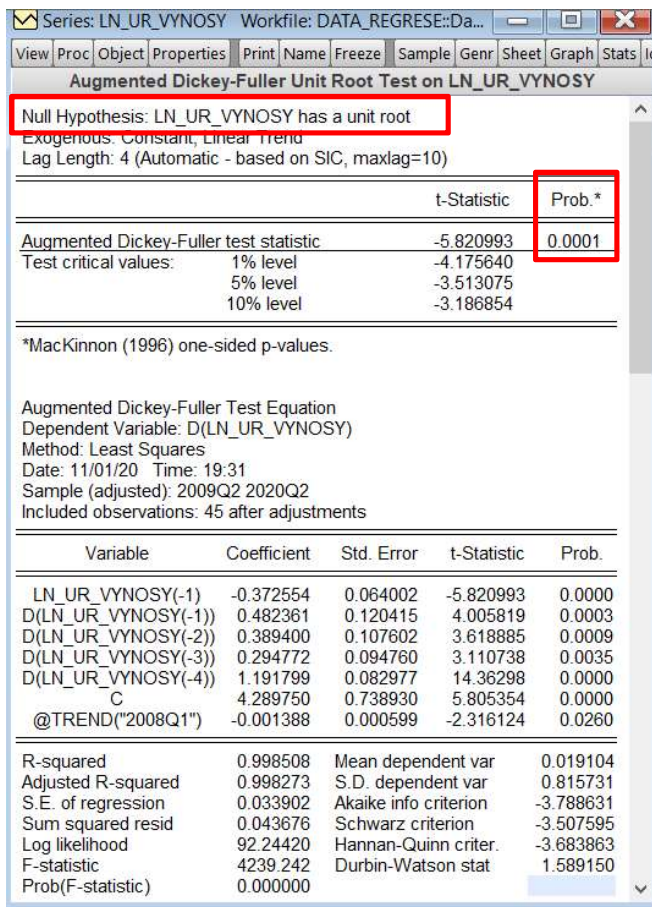 Series: LN_UR_VYNOSY Workfile: DATA_REGRESE::Da...
View Proc Object Properties Print Name Freeze Sample Genr Sheet Graph Stats
Augmented Dickey-Fuller Unit Root Test on LN_UR_VYNOSY
Null Hypothesis: LN_UR_VYNOSY has a unit root
Exogenous: Constant, Linear Trend
Lag Length: 4 (Automatic - based on SIC, maxlag=10)
t-Statistic Prob.*
Augmented Dickey-Fuller test statistic -5.820993 0.0001
Test critical values: 1% level -4.175640
5% level -3.513075
10% level -3.186854
*MacKinnon (1996) one-sided p-values.
Augmented Dickey-Fuller Test Equation
Dependent Variable: D(LN_UR_VYNOSY)
Method: Least Squares
Date: 11/01/20 Time: 19:31
Sample (adjusted): 2009Q2 2020Q2
Included observations: 45 after adjustments
Variable Coefficient Std. Error t-Statistic Prob.
LN_UR_VYNOSY(-1) -0.372554 0.064002 -5.820993 0.0000
D(LN_UR_VYNOSY(-1)) 0.482361 0.120415 4.005819 0.0003
D(LN_UR_VYNOSY(-2)) 0.389400 0.107602 3.618885 0.0009
D(LN_UR_VYNOSY(-3)) 0.294772 0.094760 3.110738 0.0035
D(LN_UR_VYNOSY(-4)) 1.191799 0.082977 14.36298 0.0000
C 4.289750 0.738930 5.805354 0.0000
@TREND("2008Q1") -0.001388 0.000599 -2.316124 0.0260
R-squared 0.998508 Mean dependent var 0.019104
Adjusted R-squared 0.998273 S.D. dependent var 0.815731
S.E. of regression 0.033902 Akaike info criterion -3.788631
Sum squared resid 0.043676 Schwarz criterion -3.507595
Log likelihood 92.24420 Hannan-Quinn criter. -3.683863
F-statistic 4239.242 Durbin-Watson stat 1.589150
Prob(F-statistic) 0.000000